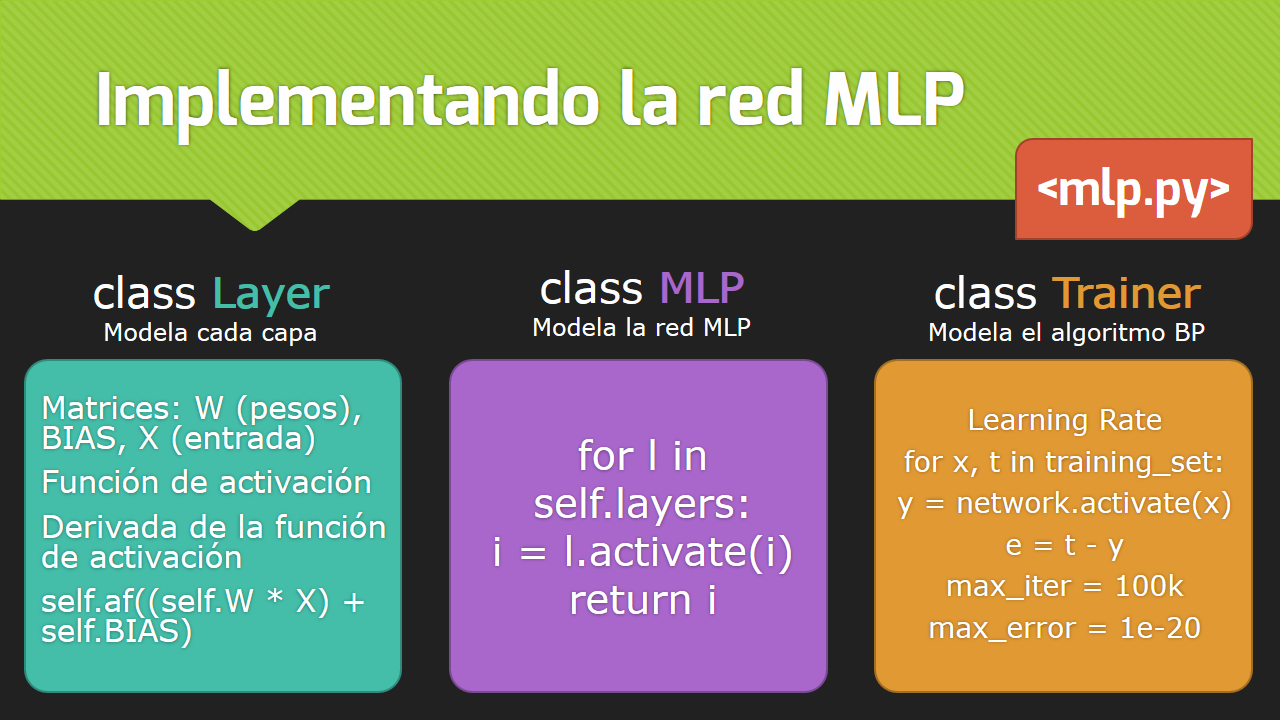 Implementando la red MLP
<mlp.py>
class Layer
Modela cada capa
Matrices: W (pesos),
BIAS, X (entrada)
Función de activación
Derivada de la función
de activación
self.af((self.W * X) +
self.BIAS)
class MLP
Modela la red MLP
for l in
self.layers:
i = l.activate(i)
return i
class Trainer
Modela el algoritmo BP
Learning Rate
for x, t in training_set:
y = network.activate(x)
e = t - y
max_iter = 100k
max_error = 1e-20